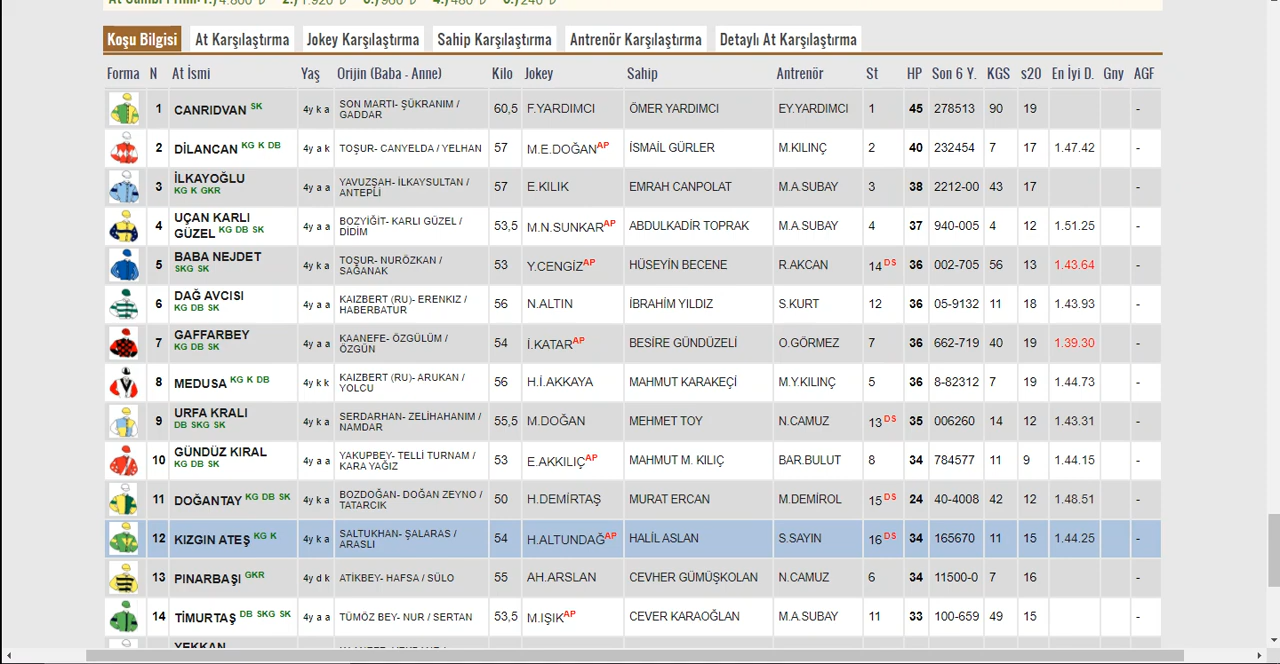 At Sahibi Prim: 1.) 4.800 2.) 1.920 3.) 960 4.) 480 5.) 240
Koşu Bilgisi At Karşılaştırma Jokey Karşılaştırma Sahip Karşılaştırma Antrenör Karşılaştırma Detaylı At Karşılaştırma
Forma N At İsmi Yaş Orijin (Baba - Anne) Kilo Jokey Sahip Antrenör St HP Son 6 Y. KGS s20 En İyi D. Gny AGF
1 CANRIDVAN SK 4y k a SON MARTI- ŞÜKRANIM / GADDAR 60,5 F.YARDIMCI ÖMER YARDIMCI EY.YARDIMCI 1 45 278513 90 19 -
2 DİLANCAN KG K DB 4y a k TOŞUR- CANYELDA / YELHAN 57 M.E.DOĞAN AP İSMAİL GÜRLER M.KILINÇ 2 40 232454 7 17 1.47.42 -
3 İLKAYOĞLU KG K GKR 4y a a YAVUZŞAH- İLKAYSULTAN / ANTEPLİ 57 E.KILIK EMRAH CANPOLAT M.A.SUBAY 3 38 2212-00 43 17 -
4 UÇAN KARLI GÜZEL KG DB SK 4y a a BOZYİĞİT- KARLI GÜZEL / DİDİM 53,5 M.N.SUNKAR AP ABDULKADİR TOPRAK M.A.SUBAY 4 37 940-005 4 12 1.51.25 -
5 BABA NEJDET SKG SK 4y k a TOŞUR- NURÖZKAN / SAĞANAK 53 Y.CENGİZ AP HÜSEYİN BECENE R.AKCAN 14 DS 36 002-705 56 13 1.43.64 -
6 DAĞ AVCISI KG DB SK 4y a a KAIZBERT (RU)- ERENKIZ / HABERBATUR 56 N.ALTIN İBRAHİM YILDIZ S.KURT 12 36 05-9132 11 18 1.43.93 -
7 GAFFARBEY KG DB SK 4y a a KAANEFE- ÖZGÜLÜM / ÖZGÜN 54 İ.KATAR AP BESİRE GÜNDÜZELİ O.GÖRMEZ 7 36 662-719 40 19 1.39.30 -
8 MEDUSA KG K DB 4y k k KAIZBERT (RU)- ARUKAN / YOLCU 56 H.İ.AKKAYA MAHMUT KARAKEÇİ M.Y.KILINÇ 5 36 8-82312 7 19 1.44.73 -
9 URFA KRALI DB SKG SK 4y k a SERDARHAN- ZELİHAHANIM / NAMDAR 55,5 M.DOĞAN MEHMET TOY N.CAMUZ 13 DS 35 006260 14 12 1.43.31 -
10 GÜNDÜZ KIRAL KG DB SK 4y a a YAKUPBEY- TELLİ TURNAM / KARA YAĞIZ 53 E.AKKILIÇ AP MAHMUT M. KILIÇ BAR.BULUT 8 34 784577 11 9 1.44.15 -
11 DOĞANTAY KG DB SK 4y k a BOZDOĞAN- DOĞAN ZEYNO / TATARCIK 50 H.DEMİRTAŞ MURAT ERCAN M.DEMİROL 15 DS 24 40-4008 42 12 1.48.51 -
12 KIZGIN ATEŞ KG K 4y k a SALTUKHAN- ŞALARAS / ARASLI 54 H.ALTUNDAĞ AP HALİL ASLAN S.SAYIN 16 DS 34 165670 11 15 1.44.25 -
13 PINARBAŞI GKR 4y d k ATİKBEY- HAFSA / SÜLO 55 AH.ARSLAN CEVHER GÜMÜŞKOLAN N.CAMUZ 6 34 11500-0 7 16 -
14 TİMURTAŞ DB SKG SK 4y a a TÜMÖZ BEY- NUR / SERTAN 53,5 M.IŞIK AP CEVER KARAOĞLAN M.A.SUBAY 11 33 100-659 49 15 -
YEKKAN